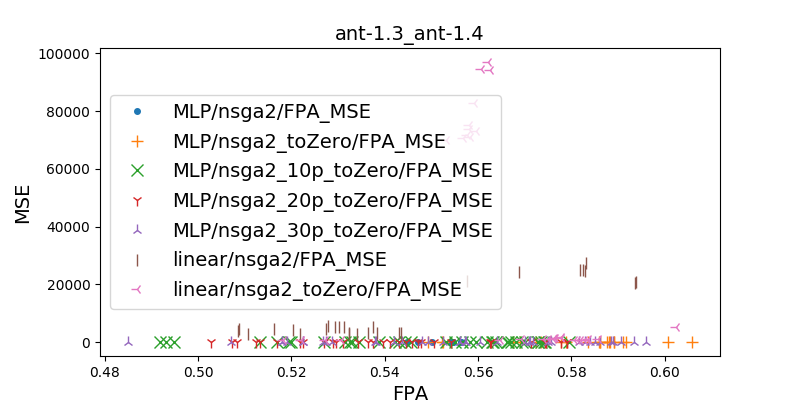 ant-1.3_ant-1.4
MSE
100000
80000
60000
40000
20000
0
MLP/nsga2/FPA_MSE
MLP/nsga2_toZero/FPA_MSE
MLP/nsga2_10p_toZero/FPA_MSE
MLP/nsga2_20p_toZero/FPA_MSE
MLP/nsga2_30p_toZero/FPA_MSE
linear/nsga2/FPA_MSE
linear/nsga2_toZero/FPA_MSE
0.48 0.50 0.52 0.54 0.56 0.58 0.60
FPA